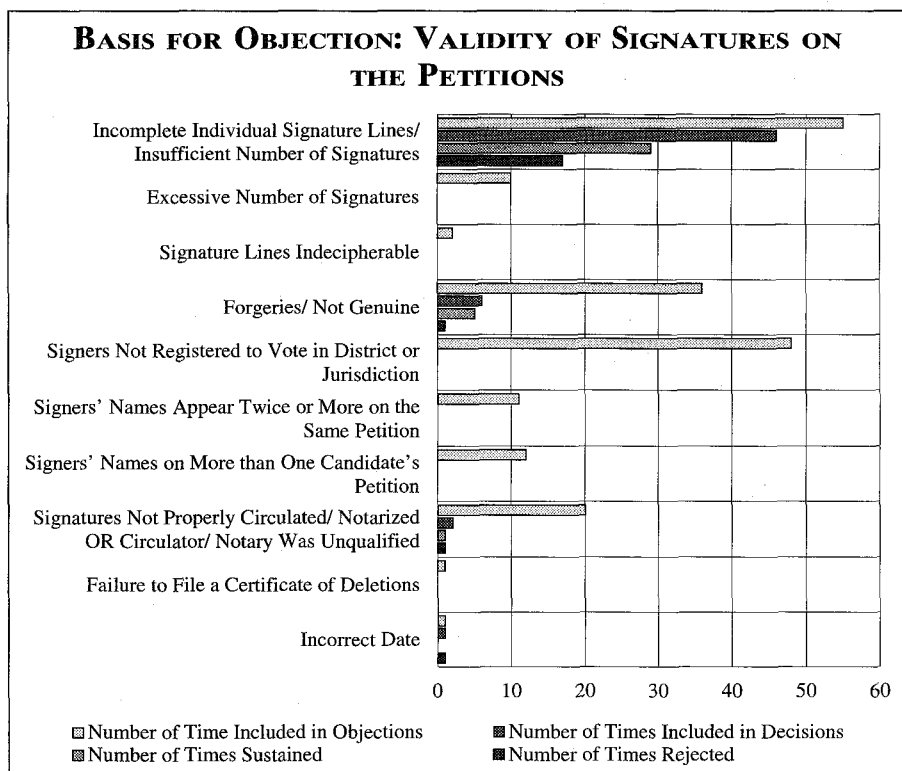 BASIS FOR OBJECTION: VALIDITY OF SIGNATURES ON
THE PETITIONS
Incomplete Individual Signature Lines/
Insufficient Number of Signatures
Excessive Number of Signatures
Signature Lines Indecipherable
Forgeries/ Not Genuine
Signers Not Registered to Vote in District or
Jurisdiction
Signers' Names Appear Twice or More on the
Same Petition
Signers' Names on More than One Candidate's
Petition
Signatures Not Properly Circulated/ Notarized
OR Circulator/ Notary Was Unqualified
Failure to File a Certificate of Deletions
Incorrect Date
0 10 20 30 40 50 60
Number of Time Included in Objections
Number of Times Included in Decisions
Number of Times Sustained
Number of Times Rejected